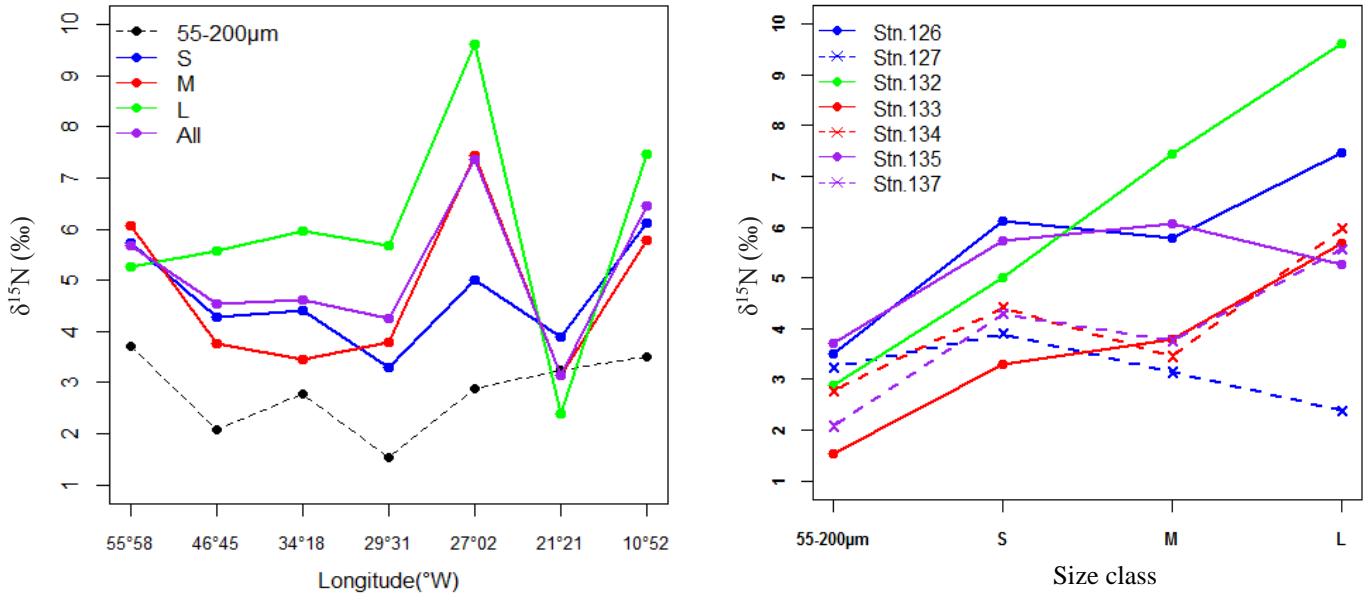 55-200µm
S
M
L
All
10
9
8
7
6
5
4
3
2
1
δ¹⁵N (‰)
55°58 46°45 34°18 29°31 27°02 21°21 10°52
Longitude(°W)
Stn.126
Stn.127
Stn.132
Stn.133
Stn.134
Stn.135
Stn.137
10
9
8
7
6
5
4
3
2
1
δ¹⁵N (‰)
55-200µm S M L
Size class